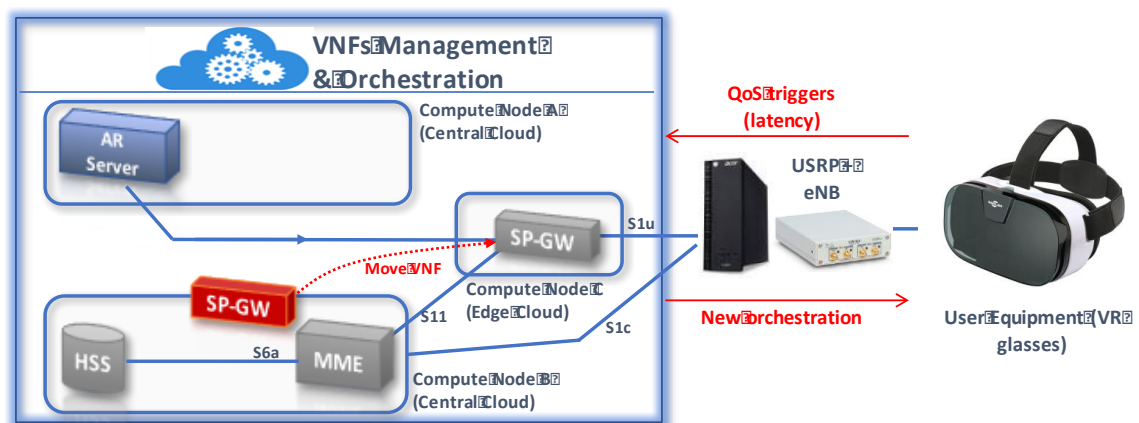 VNFs Management
& Orchestration
Compute Node A
(Central Cloud)
AR
Server
QoS triggers
(latency)
USRP +
eNB
S1u
SP-GW
Move VNF
SP-GW
Compute Node C
(Edge Cloud)
S11
S1c
New orchestration
User Equipment (VR
glasses)
S6a
HSS
MME
Compute Node B
(Central Cloud)